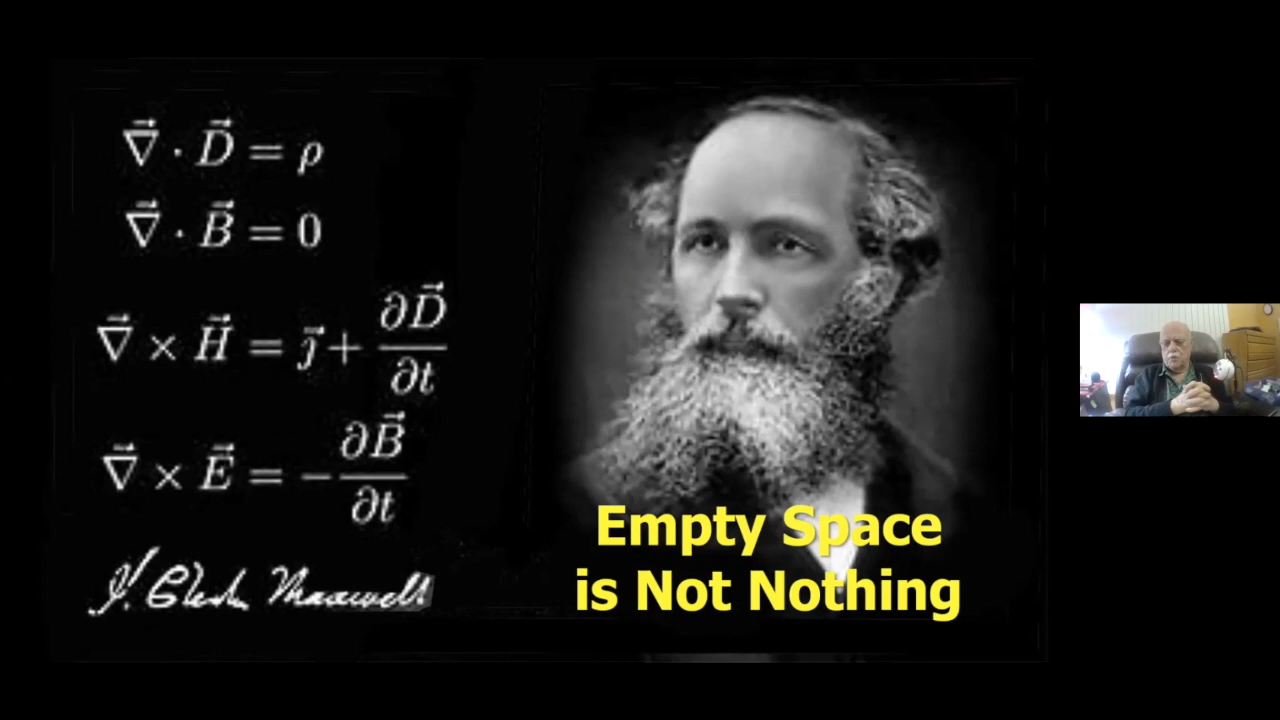 ∇⃗ · D⃗ = ρ
∇⃗ · B⃗ = 0
∇⃗ × H⃗ = j⃗ + ∂D⃗/∂t
∇⃗ × E⃗ = − ∂B⃗/∂t
J. Clerk Maxwell
Empty Space
is Not Nothing